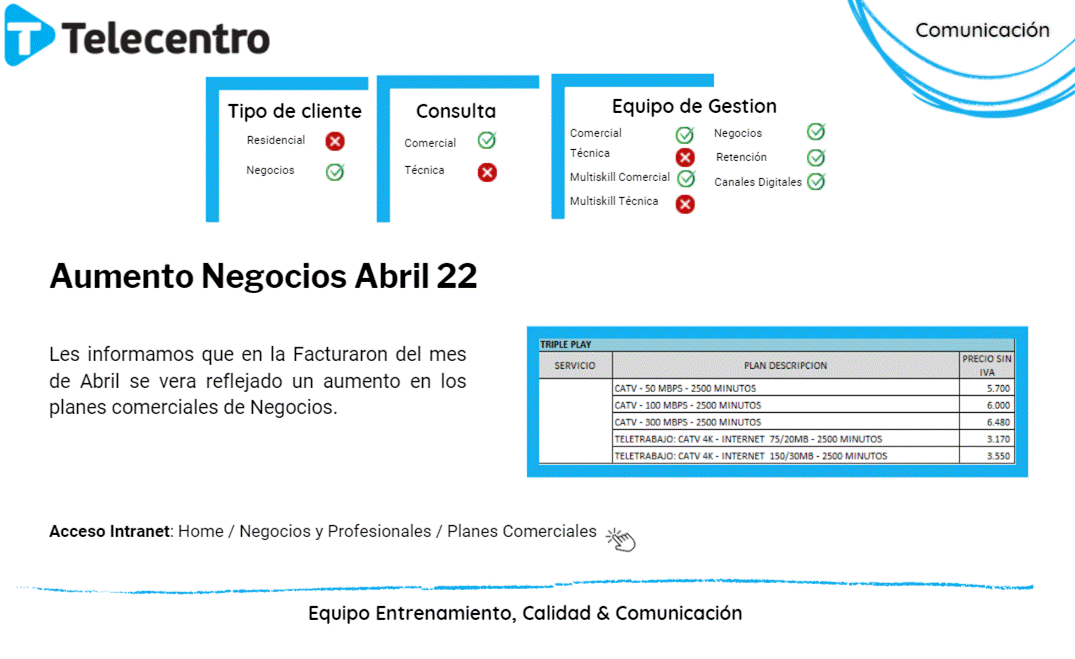 Telecentro
Comunicación
Tipo de cliente
Residencial
Negocios
Consulta
Comercial
Técnica
Equipo de Gestion
Comercial
Técnica
Multiskill Comercial
Multiskill Técnica
Negocios
Retención
Canales Digitales
Aumento Negocios Abril 22
Les informamos que en la Facturaron del mes
de Abril se vera reflejado un aumento en los
planes comerciales de Negocios.
TRIPLE PLAY
SERVICIO PLAN DESCRIPCION PRECIO SIN IVA
CATV - 50 MBPS - 2500 MINUTOS 5.700
CATV - 100 MBPS - 2500 MINUTOS 6.000
CATV - 300 MBPS - 2500 MINUTOS 6.480
TELETRABAJO: CATV 4K - INTERNET 75/20MB - 2500 MINUTOS 3.170
TELETRABAJO: CATV 4K - INTERNET 150/30MB - 2500 MINUTOS 3.550
Acceso Intranet: Home / Negocios y Profesionales / Planes Comerciales
Equipo Entrenamiento, Calidad & Comunicación